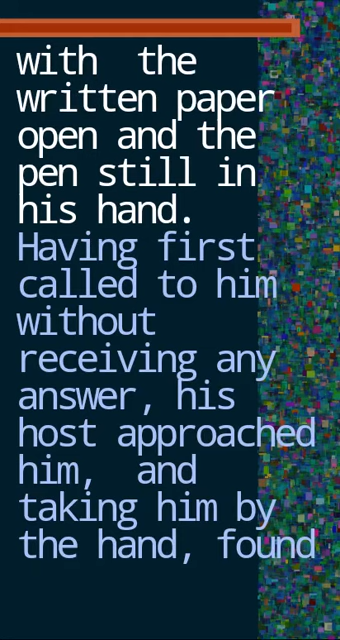 with  the
written paper
open and the
pen still in
his hand.
Having first
called to him
without
receiving any
answer, his
host approached
him,  and
taking him by
the hand, found